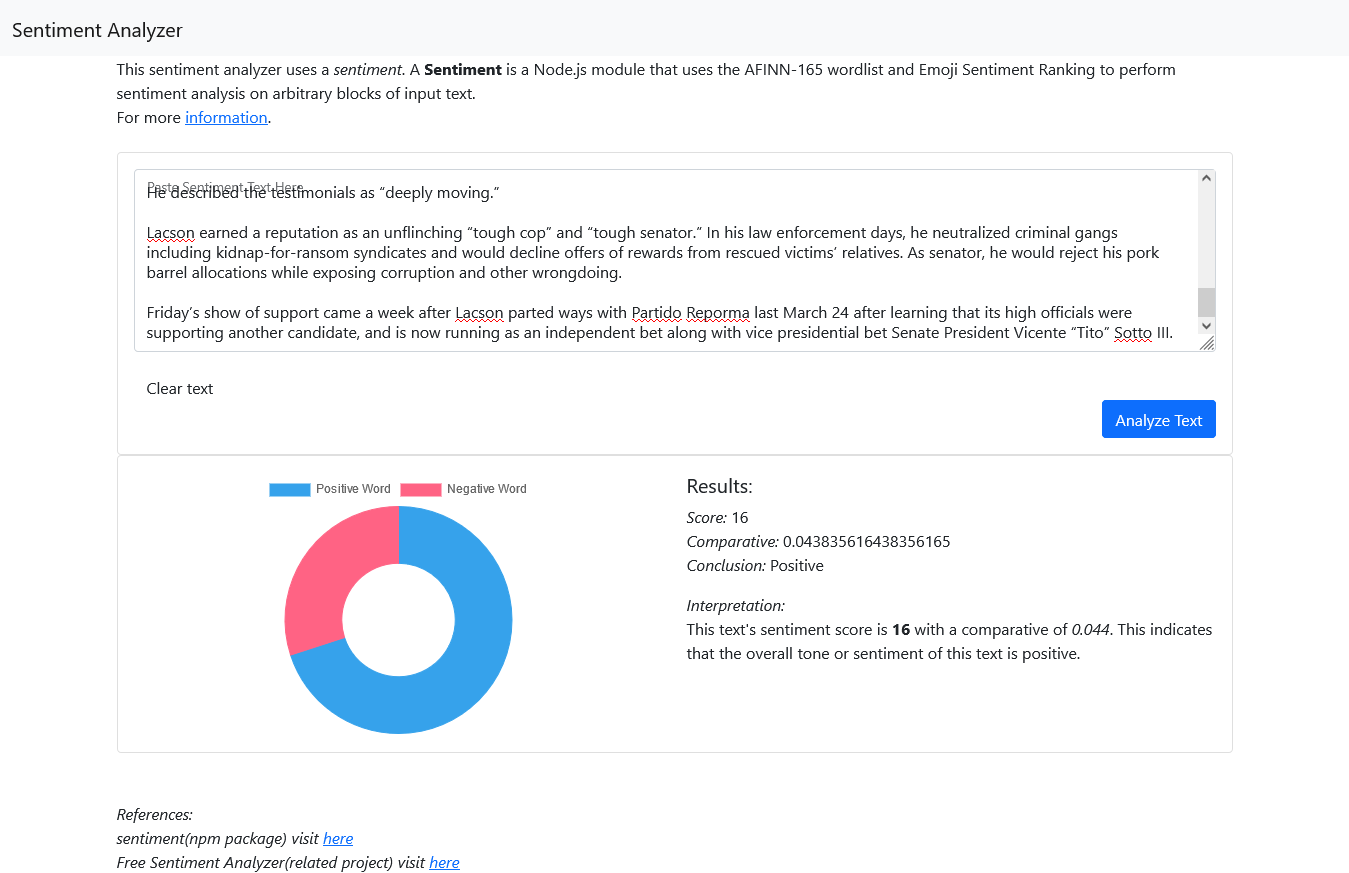 Sentiment Analyzer
This sentiment analyzer uses a sentiment. A Sentiment is a Node.js module that uses the AFINN-165 wordlist and Emoji Sentiment Ranking to perform
sentiment analysis on arbitrary blocks of input text.
For more information.
Paste Sentiment Text Here
He described the testimonials as “deeply moving.”
Lacson earned a reputation as an unflinching “tough cop” and “tough senator.” In his law enforcement days, he neutralized criminal gangs
including kidnap-for-ransom syndicates and would decline offers of rewards from rescued victims’ relatives. As senator, he would reject his pork
barrel allocations while exposing corruption and other wrongdoing.
Friday’s show of support came a week after Lacson parted ways with Partido Reporma last March 24 after learning that its high officials were
supporting another candidate, and is now running as an independent bet along with vice presidential bet Senate President Vicente “Tito” Sotto III.
Clear text
Analyze Text
Positive Word Negative Word
Results:
Score: 16
Comparative: 0.043835616438356165
Conclusion: Positive
Interpretation:
This text's sentiment score is 16 with a comparative of 0.044. This indicates
that the overall tone or sentiment of this text is positive.
References:
sentiment(npm package) visit here
Free Sentiment Analyzer(related project) visit here